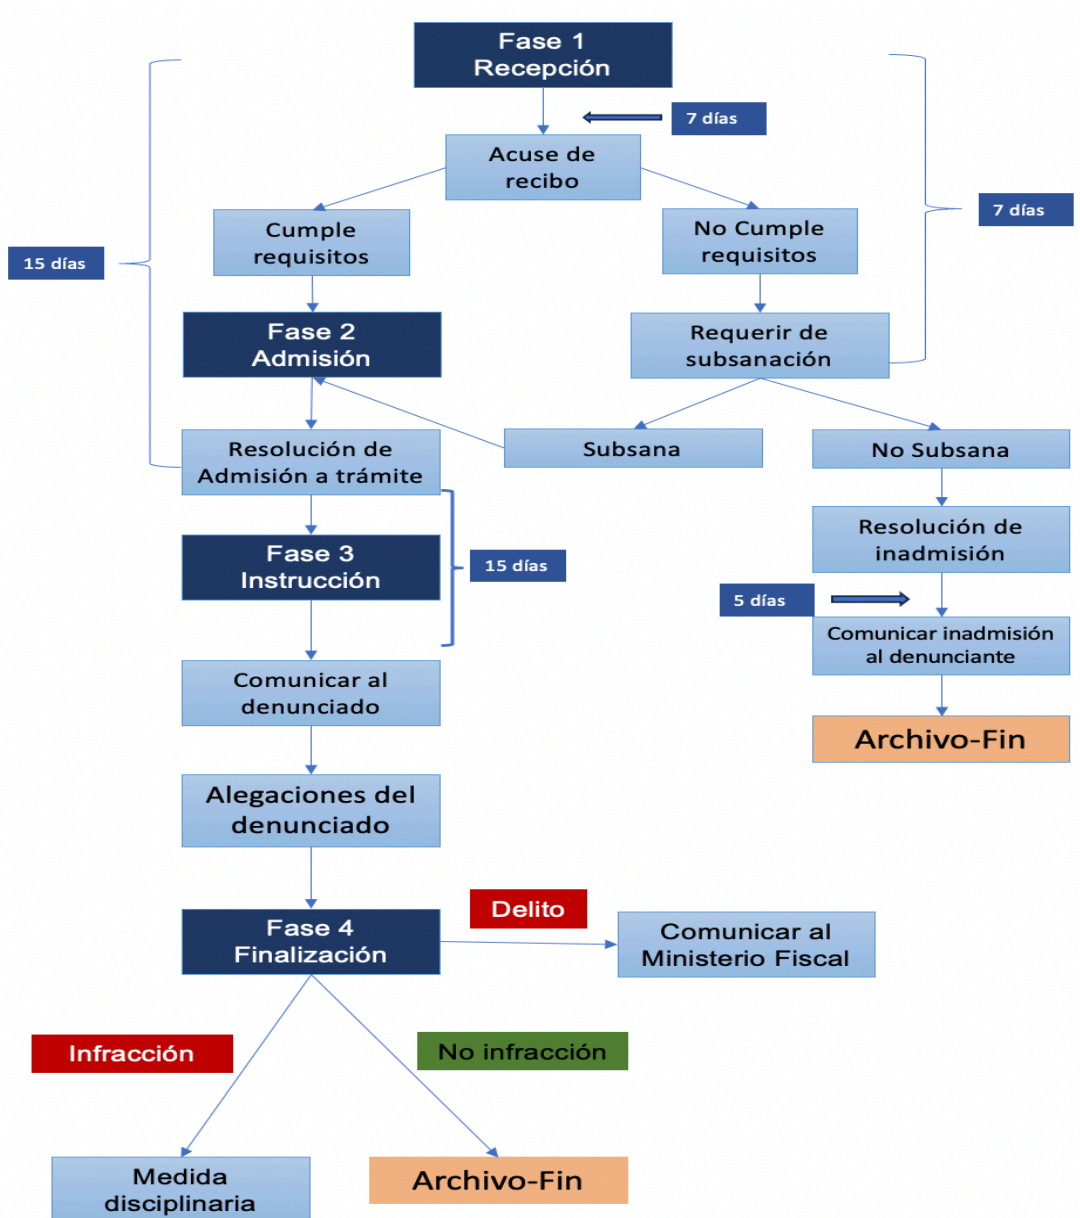 Fase 1
Recepción
7 días
Acuse de
recibo
Cumple
requisitos
No Cumple
requisitos
7 días
15 días
Fase 2
Admisión
Requerir de
subsanación
Resolución de
Admisión a trámite
Subsana
No Subsana
Fase 3
Instrucción
15 días
Resolución de
inadmisión
5 días
Comunicar inadmisión
al denunciante
Comunicar al
denunciado
Archivo-Fin
Alegaciones del
denunciado
Fase 4
Finalización
Delito
Comunicar al
Ministerio Fiscal
Infracción
No infracción
Medida
disciplinaria
Archivo-Fin